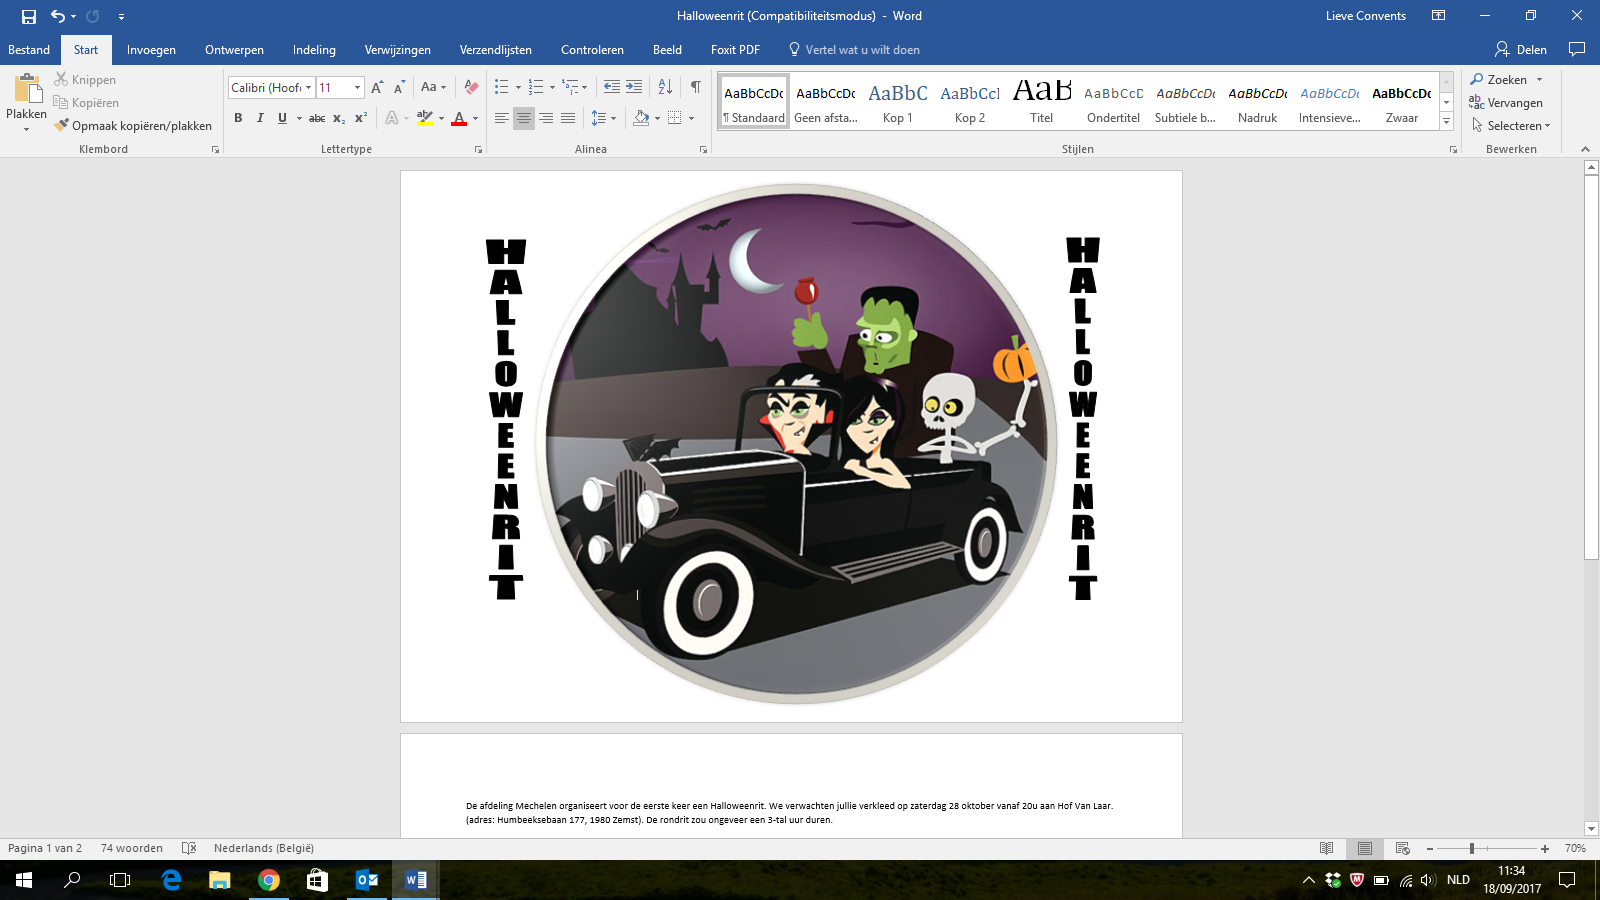 Halloweenrit (Compatibiliteitsmodus) - Word
Lieve Convents
Bestand Start Invoegen Ontwerpen Indeling Verwijzingen Verzendlijsten Controleren Beeld Foxit PDF Vertel wat u wilt doen Delen
Plakken
Knippen
Kopiëren
Opmaak kopiëren/plakken
Klembord
Calibri (Hoof 11
Lettertype
Alinea
AaBbCcDc AaBbCcDc AaBbC AaBbCcI AaB AaBbCcD AaBbCcDc AaBbCcDc AaBbCcDc AaBbCcDc
¶ Standaard Geen afsta... Kop 1 Kop 2 Titel Ondertitel Subtiele b... Nadruk Intensieve... Zwaar
Stijlen
Zoeken
Vervangen
Selecteren
Bewerken
HALLOWEENRIT
HALLOWEENRIT
De afdeling Mechelen organiseert voor de eerste keer een Halloweenrit. We verwachten jullie verkleed op zaterdag 28 oktober vanaf 20u aan Hof Van Laar.
(adres: Humbeeksebaan 177, 1980 Zemst). De rondrit zou ongeveer een 3-tal uur duren.
Pagina 1 van 2 74 woorden Nederlands (België) 70%
NLD
11:34
18/09/2017